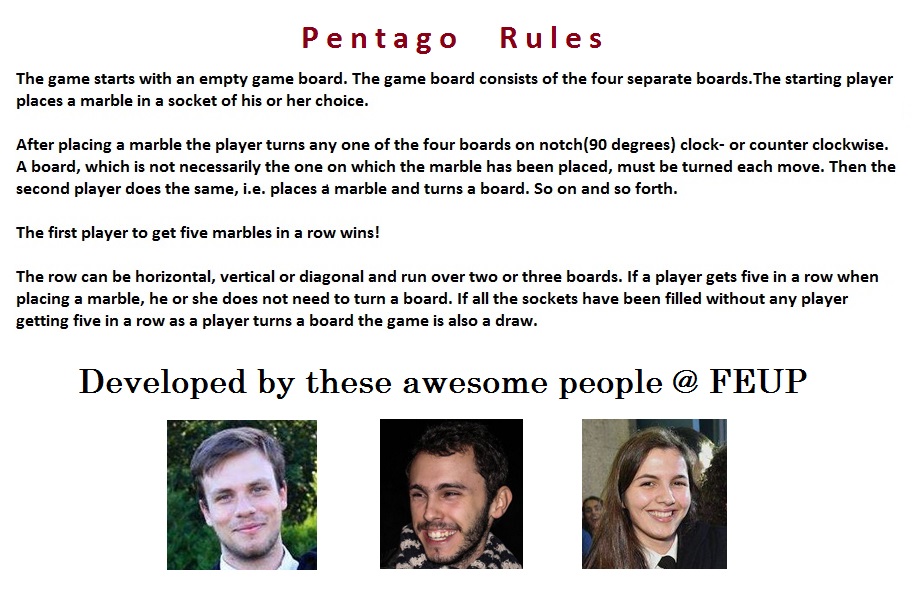 Pentago Rules
The game starts with an empty game board. The game board consists of the four separate boards.The starting player
places a marble in a socket of his or her choice.
After placing a marble the player turns any one of the four boards on notch(90 degrees) clock- or counter clockwise.
A board, which is not necessarily the one on which the marble has been placed, must be turned each move. Then the
second player does the same, i.e. places a marble and turns a board. So on and so forth.
The first player to get five marbles in a row wins!
The row can be horizontal, vertical or diagonal and run over two or three boards. If a player gets five in a row when
placing a marble, he or she does not need to turn a board. If all the sockets have been filled without any player
getting five in a row as a player turns a board the game is also a draw.
Developed by these awesome people @ FEUP